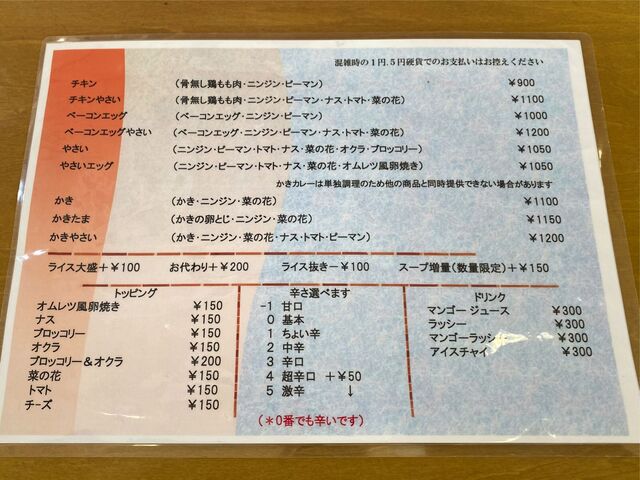 混雑時の1円.5円硬貨でのお支払いはお控えください
チキン (骨無し鶏もも肉・ニンジン・ピーマン) ¥900
チキンやさい (骨無し鶏もも肉・ニンジン・ピーマン・ナス・トマト・菜の花) ¥1100
ベーコンエッグ (ベーコンエッグ・ニンジン・ピーマン) ¥1000
ベーコンエッグやさい (ベーコンエッグ・ニンジン・ピーマン・ナス・トマト・菜の花) ¥1200
やさい (ニンジン・ピーマン・トマト・ナス・菜の花・オクラ・ブロッコリー) ¥1050
やさいエッグ (ニンジン・ピーマン・トマト・ナス・菜の花・オムレツ風卵焼き) ¥1050
かきカレーは単独調理のため他の商品と同時提供できない場合があります
かき (かき・ニンジン・菜の花) ¥1100
かきたま (かきの卵とじ・ニンジン・菜の花) ¥1150
かきやさい (かき・ニンジン・菜の花・ナス・トマト・ピーマン) ¥1200
ライス大盛+¥100 お代わり+¥200 ライス抜き-¥100 スープ増量(数量限定)+¥150
トッピング
オムレツ風卵焼き ¥150
ナス ¥150
ブロッコリー ¥150
オクラ ¥150
ブロッコリー&オクラ ¥200
菜の花 ¥150
トマト ¥150
チーズ ¥150
辛さ選べます
-1 甘口
0 基本
1 ちょい辛
2 中辛
3 辛口
4 超辛口 +¥50
5 激辛 ↓
(*0番でも辛いです)
ドリンク
マンゴー ジュース ¥300
ラッシー ¥300
マンゴーラッシー ¥300
アイスチャイ ¥300